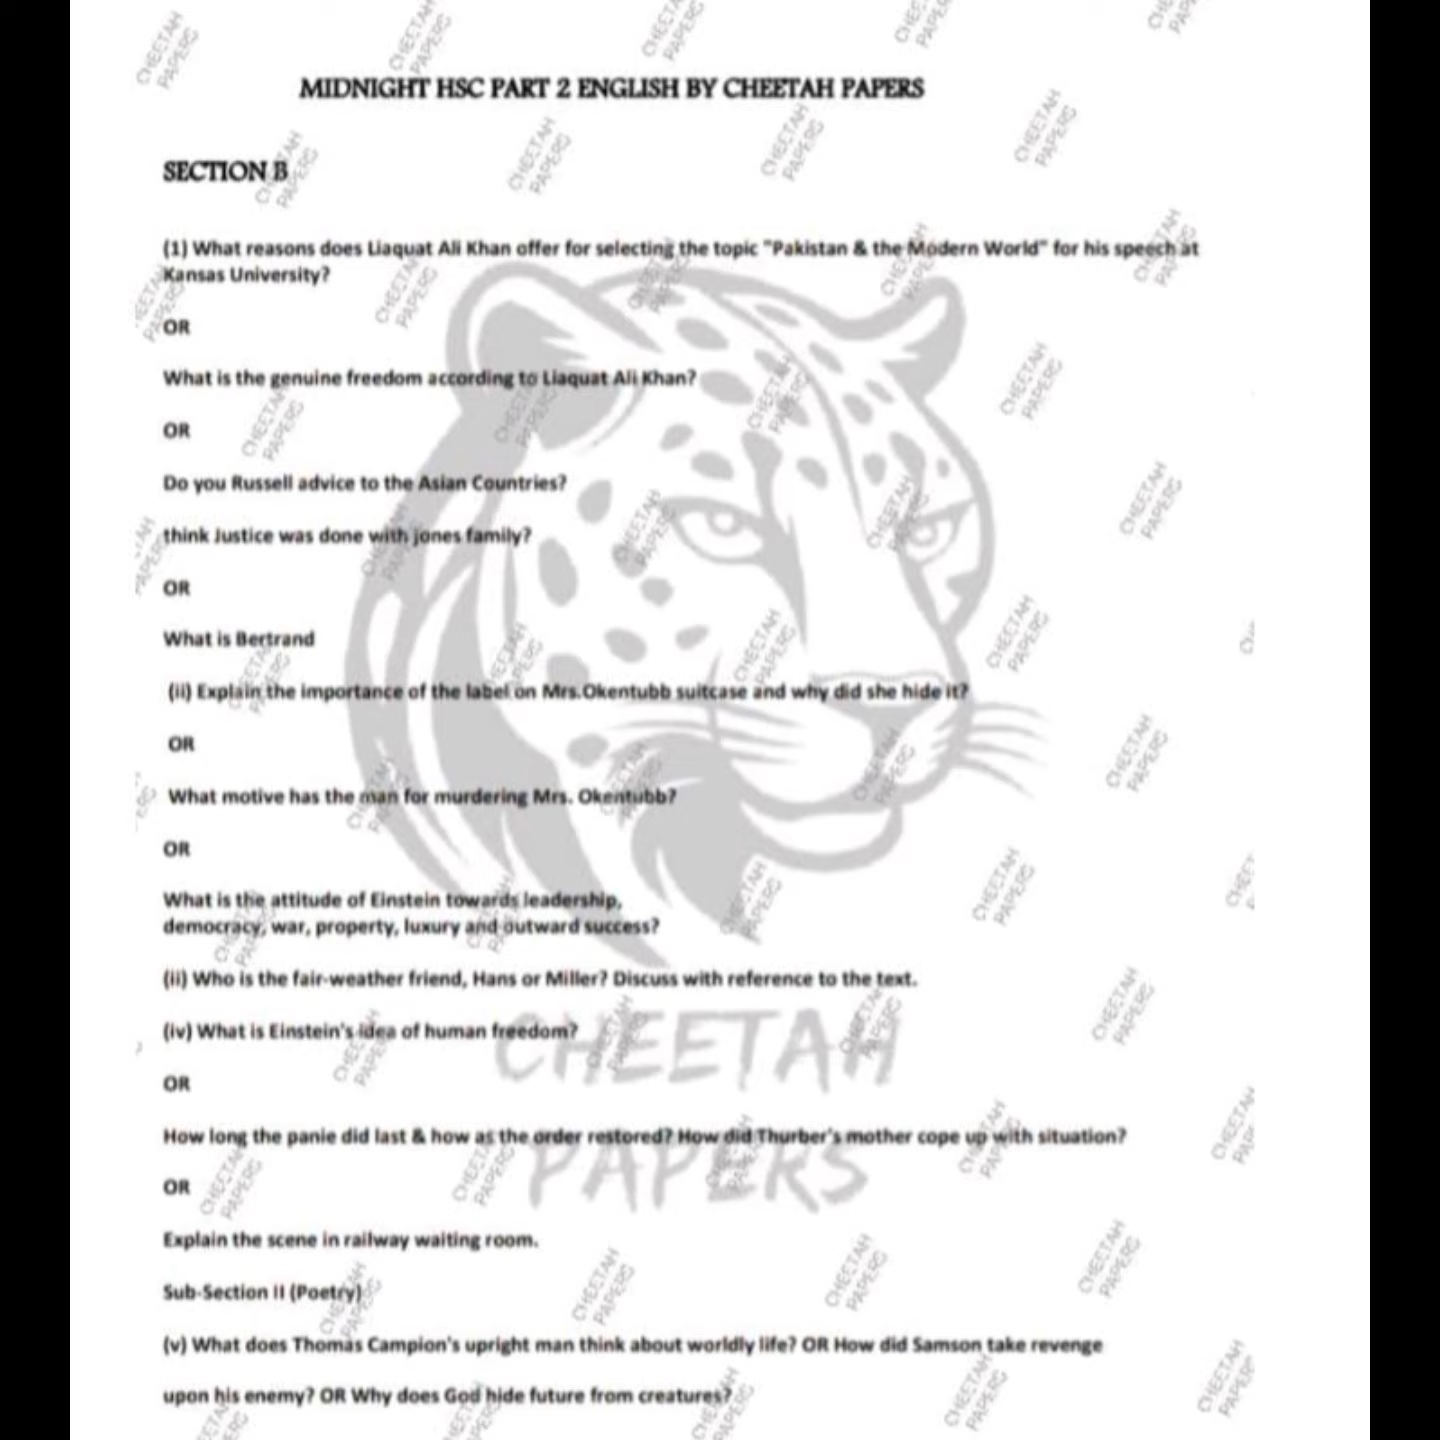 MIDNIGHT HSC PART 2 ENGLISH BY CHEETAH PAPERS
SECTION B
(1) What reasons does Liaquat Ali Khan offer for selecting the topic "Pakistan & the Modern World" for his speech at
Kansas University?
OR
What is the genuine freedom according to Liaquat Ali Khan?
OR
Do you Russell advice to the Asian Countries?
think Justice was done with jones family?
OR
What is Bertrand
(ii) Explain the importance of the label on Mrs.Okentubb suitcase and why did she hide it?
OR
What motive has the man for murdering Mrs. Okentubb?
OR
What is the attitude of Einstein towards leadership,
democracy, war, property, luxury and outward success?
(ii) Who is the fair-weather friend, Hans or Miller? Discuss with reference to the text.
(iv) What is Einstein's idea of human freedom?
OR
How long the panie did last & how as the order restored? How did Thurber's mother cope up with situation?
OR
Explain the scene in railway waiting room.
Sub-Section II (Poetry)
(v) What does Thomas Campion's upright man think about worldly life? OR How did Samson take revenge
upon his enemy? OR Why does God hide future from creatures?
CHEETAH
PAPERS